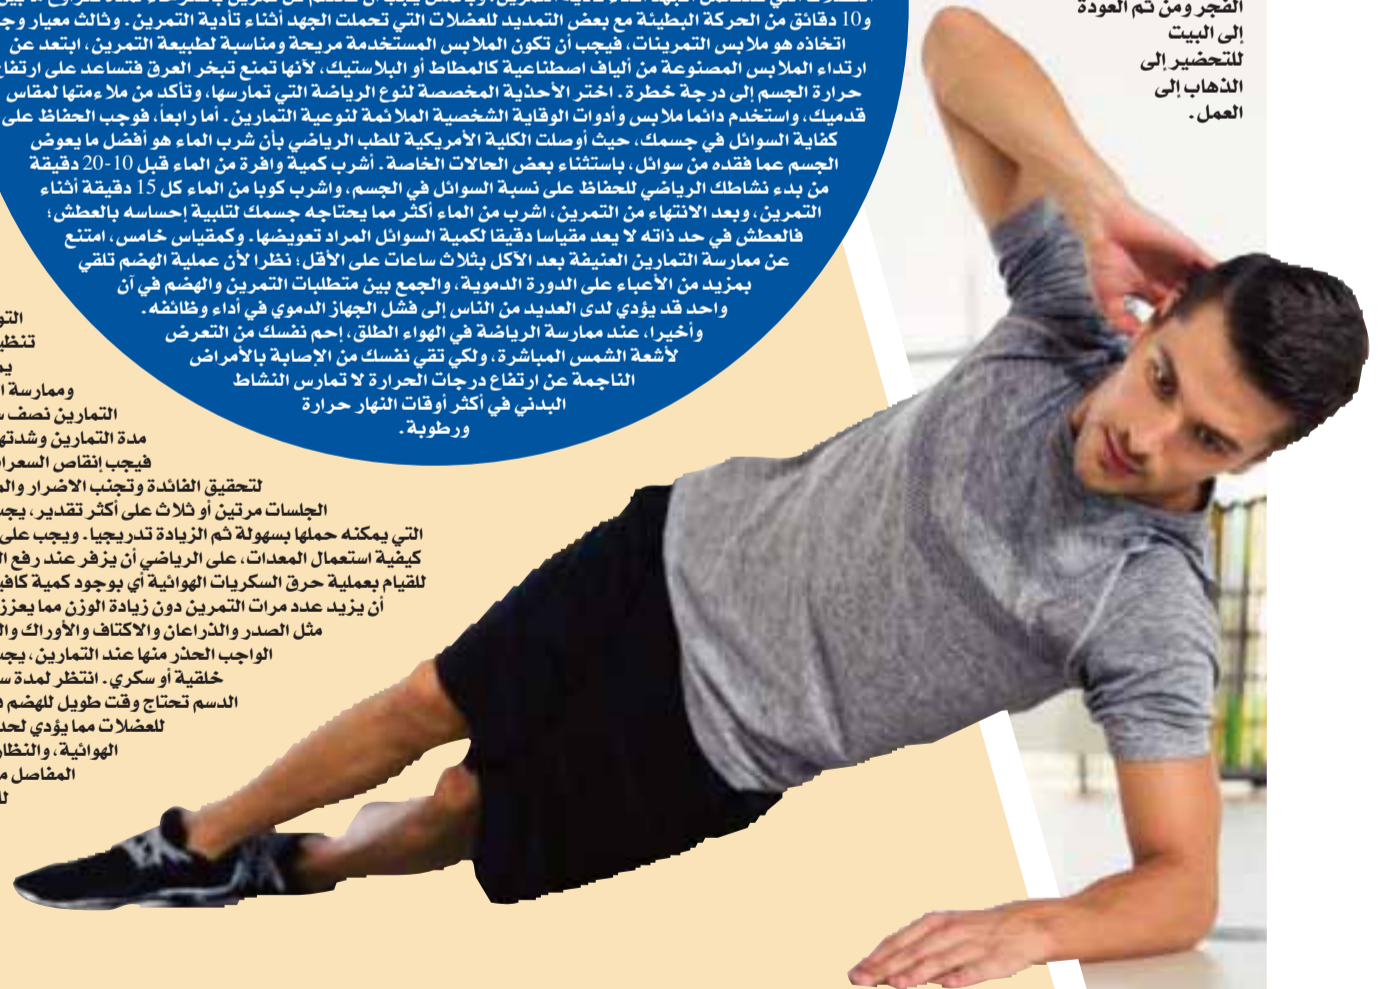 الفجر ومن ثم العودة
إلى البيت
للتحضير إلى
الذهاب إلى
العمل.
و10 دقائق من الحركة البطيئة مع بعض التمديد للعضلات التي تحملت الجهد أثناء تأدية التمرين. وثالث معيار وجب
اتخاذه هو ملابس التمرينات، فيجب أن تكون الملابس المستخدمة مريحة ومناسبة لطبيعة التمرين، ابتعد عن
ارتداء الملابس المصنوعة من ألياف اصطناعية كالمطاط أو البلاستيك، لأنها تمنع تبخر العرق فتساعد على ارتفاع
حرارة الجسم إلى درجة خطرة. اختر الأحذية المخصصة لنوع الرياضة التي تمارسها، وتأكد من ملاءمتها لمقاس
قدميك، واستخدم دائما ملابس وأدوات الوقاية الشخصية الملائمة لنوعية التمارين. أما رابعاً، فوجب الحفاظ على
كفاية السوائل في جسمك، حيث أوصلت الكلية الأمريكية للطب الرياضي بأن شرب الماء هو أفضل ما يعوض
الجسم عما فقده من سوائل، باستثناء بعض الحالات الخاصة. أشرب كمية وافرة من الماء قبل 10-20 دقيقة
من بدء نشاطك الرياضي للحفاظ على نسبة السوائل في الجسم، واشرب كوبا من الماء كل 15 دقيقة أثناء
التمرين، وبعد الانتهاء من التمرين، اشرب من الماء أكثر مما يحتاجه جسمك لتلبية إحساسه بالعطش؛
فالعطش في حد ذاته لا يعد مقياسا دقيقا لكمية السوائل المراد تعويضها. وكمقياس خامس، امتنع
عن ممارسة التمارين العنيفة بعد الأكل بثلاث ساعات على الأقل؛ نظرا لأن عملية الهضم تلقي
بمزيد من الأعباء على الدورة الدموية، والجمع بين متطلبات التمرين والهضم في آن
واحد قد يؤدي لدى العديد من الناس إلى فشل الجهاز الدموي في أداء وظائفه.
وأخيرا، عند ممارسة الرياضة في الهواء الطلق، إحم نفسك من التعرض
لأشعة الشمس المباشرة، ولكي تقي نفسك من الإصابة بالأمراض
الناجمة عن ارتفاع درجات الحرارة لا تمارس النشاط
البدني في أكثر أوقات النهار حرارة
ورطوبة.
وممارسة
التمارين نصف
مدة التمارين وشدتها
فيجب إنقاص
لتحقيق الفائدة وتجنب الاضرار
الجلسات مرتين أو ثلاث على أكثر تقدير،
التي يمكنه حملها بسهولة ثم الزيادة تدريجيا. ويجب على
كيفية استعمال المعدات، على الرياضي أن يزفر عند رفع
للقيام بعملية حرق السكريات الهوائية أي بوجود كمية
أن يزيد عدد مرات التمرين دون زيادة الوزن مما يعزز
مثل الصدر والذراعان والاكتاف والأوراك
الواجب الحذر منها عند التمارين،
خلقية أو سكري. انتظر لمدة
الدسم تحتاج وقت طويل للهضم
للعضلات مما يؤدي
الهوائية،
المفاصل